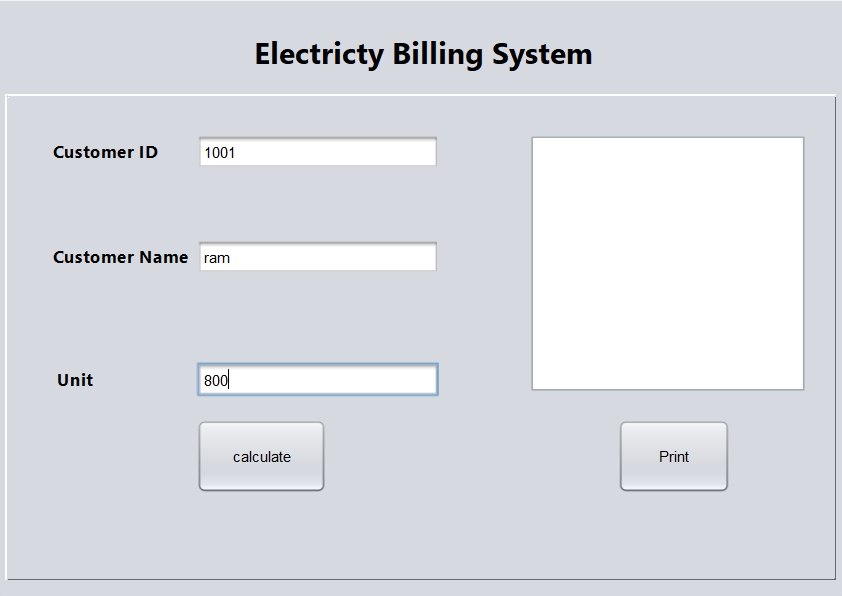 Electricty Billing System
Customer ID 1001
Customer Name ram
Unit 800
calculate Print